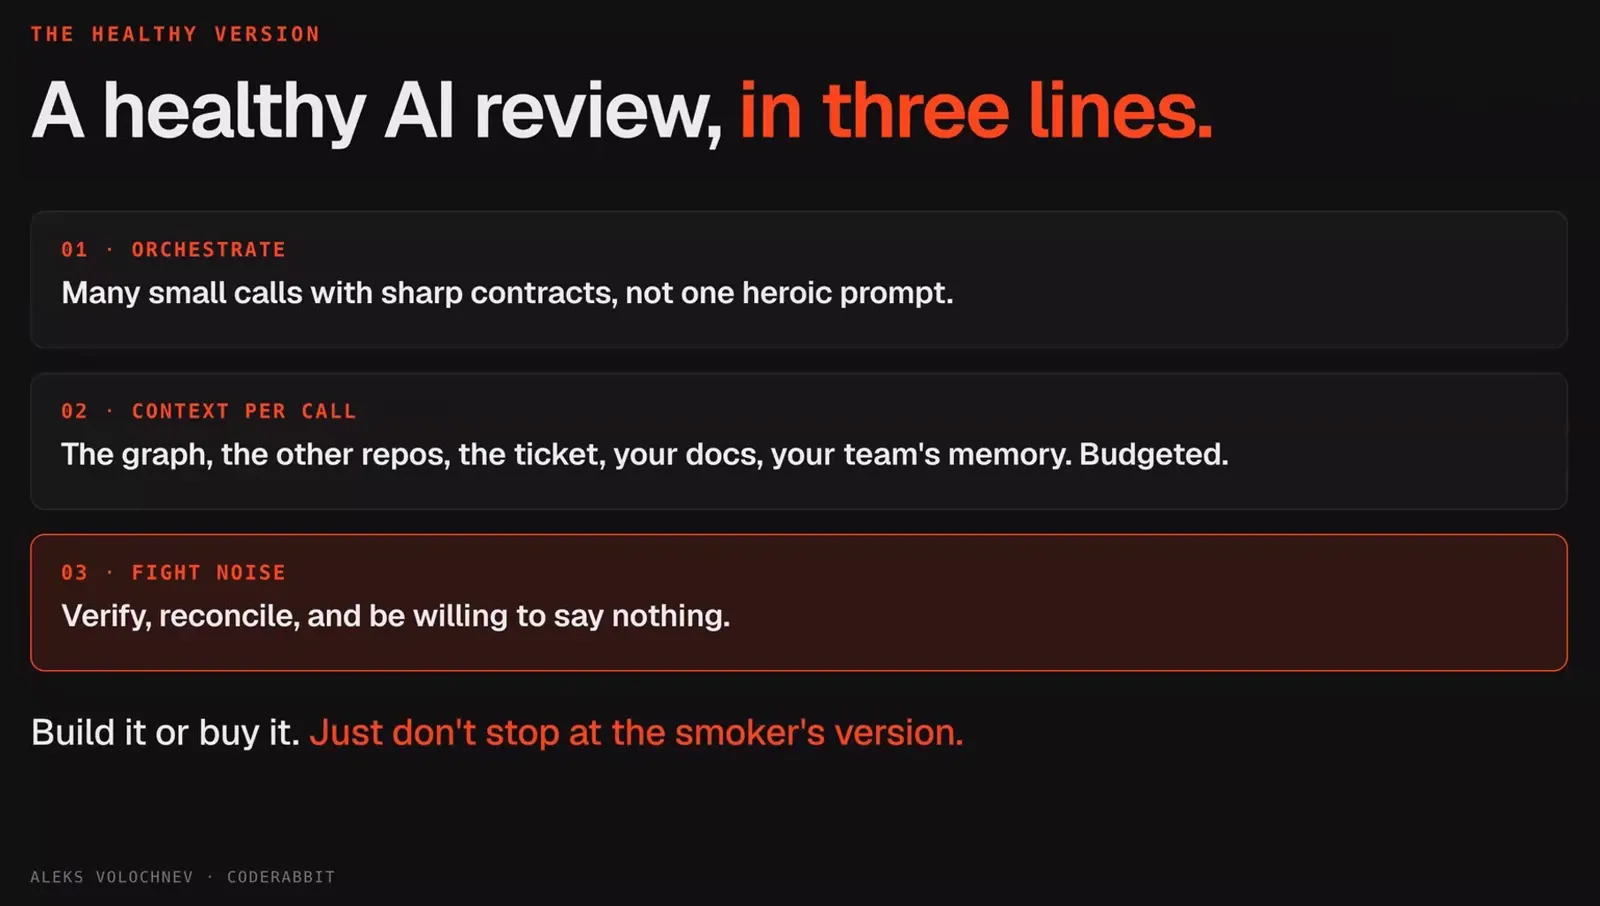 THE HEALTHY VERSION
A healthy AI review, in three lines.
01 · ORCHESTRATE
Many small calls with sharp contracts, not one heroic prompt.
02 · CONTEXT PER CALL
The graph, the other repos, the ticket, your docs, your team's memory. Budgeted.
03 · FIGHT NOISE
Verify, reconcile, and be willing to say nothing.
Build it or buy it. Just don't stop at the smoker's version.
ALEKS VOLOCHNEV · CODERABBIT